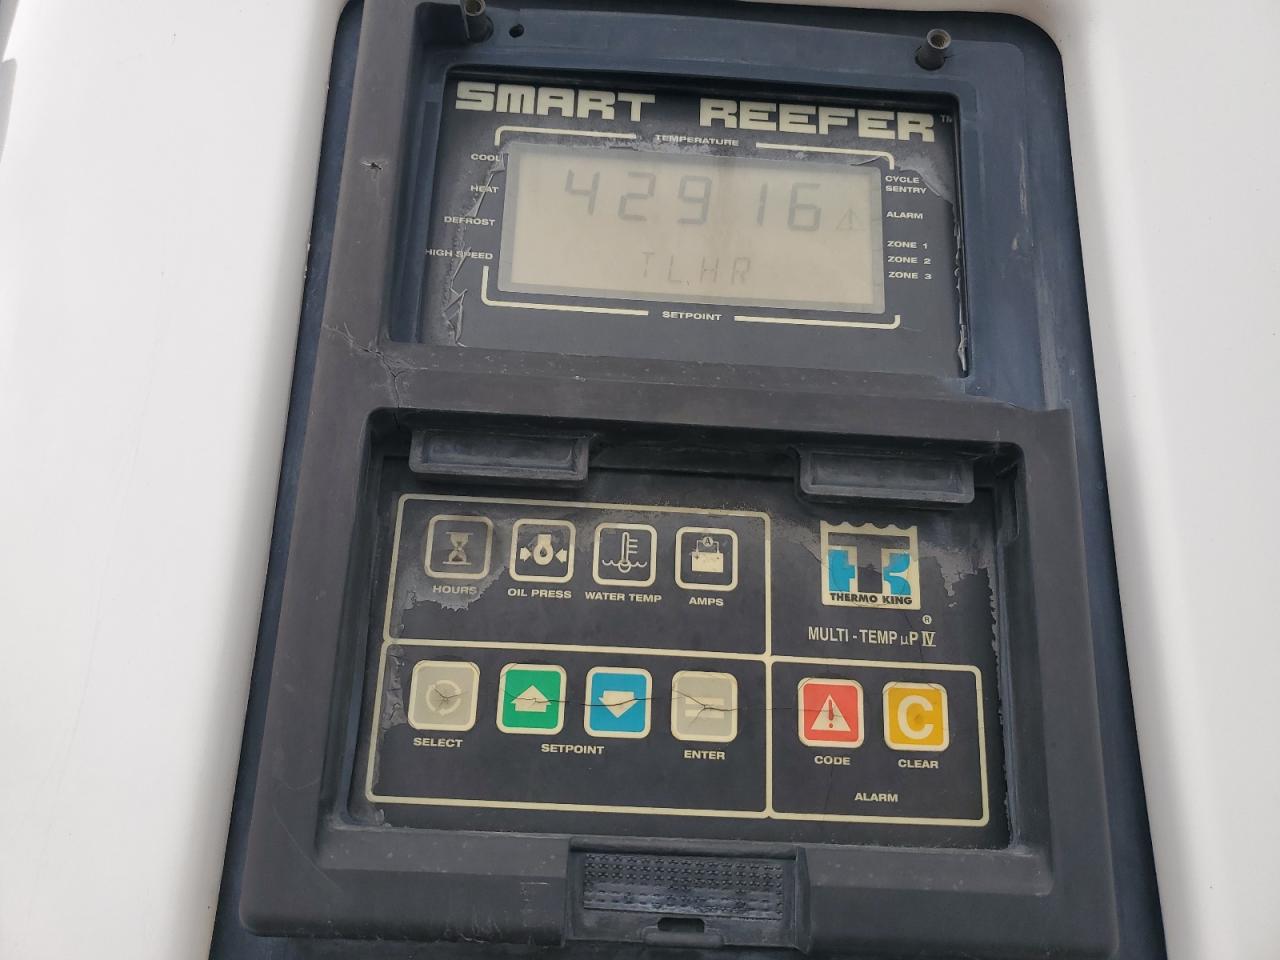 SMART REEFER™
TEMPERATURE
COOL
HEAT
DEFROST
HIGH SPEED
42916
TLHR
CYCLE
SENTRY
ALARM
ZONE 1
ZONE 2
ZONE 3
SETPOINT
HOURS
OIL PRESS
WATER TEMP
A
AMPS
THERMO KING
®
MULTI-TEMP µP IV
SELECT
SETPOINT
ENTER
C
CODE
CLEAR
ALARM